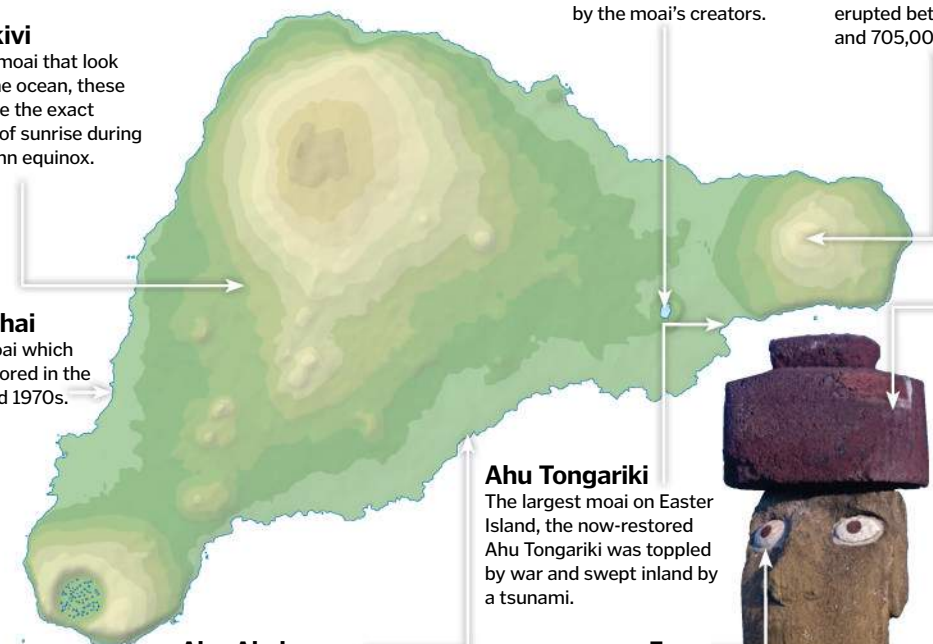 by the moai's creators.
erupted bet
and 705,00
kivi
moai that look
ne ocean, these
e the exact
of sunrise during
nn equinox.
hai
oai which
ored in the
d 1970s.
Ahu Tongariki
The largest moai on Easter
Island, the now-restored
Ahu Tongariki was toppled
by war and swept inland by
a tsunami.